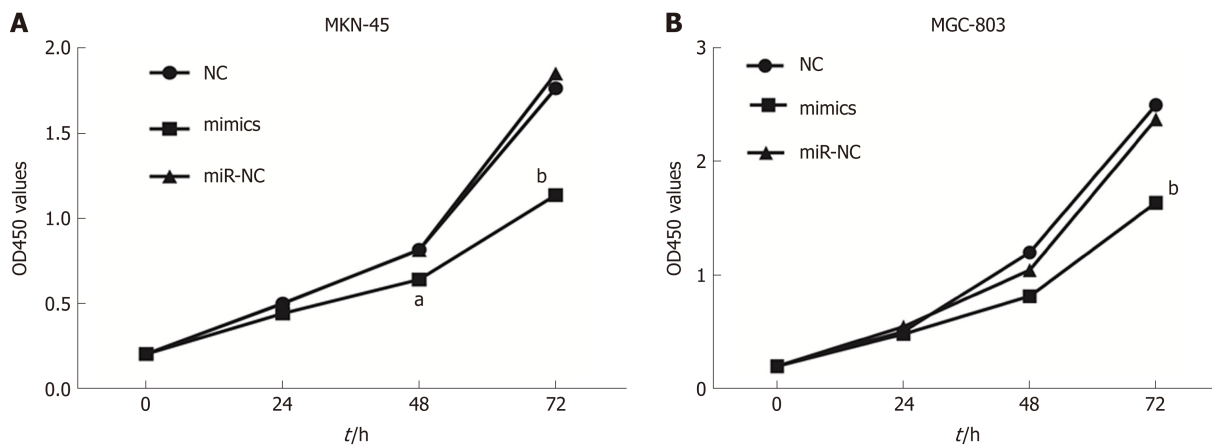 A
MKN-45
2.0
1.5
1.0
0.5
0.0
OD450 values
NC
mimics
miR-NC
b
a
0 24 48 72
t/h
B
MGC-803
3
2
1
0
OD450 values
NC
mimics
miR-NC
b
0 24 48 72
t/h